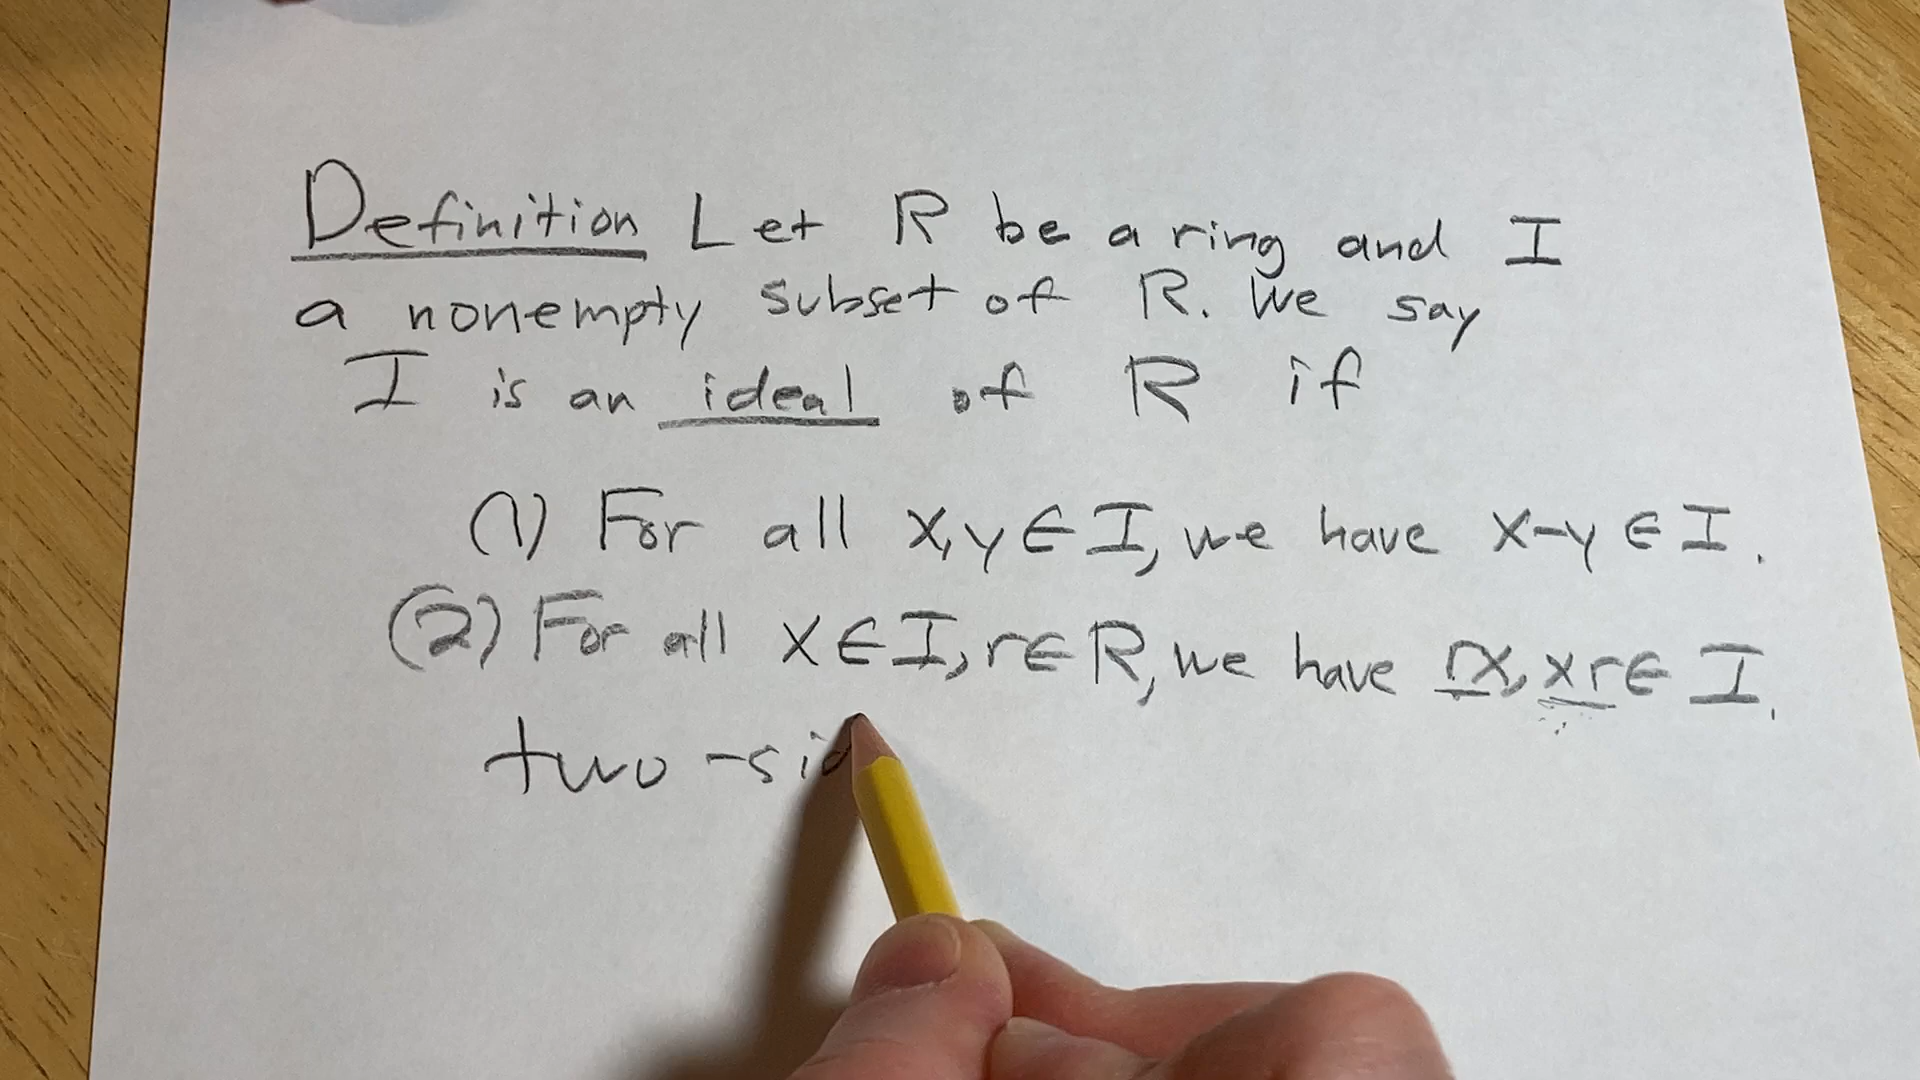 Definition Let R be a ring and I
a nonempty subset of R. We say
I is an ideal of R if
(1) For all x,y ∈ I, we have x-y ∈ I.
(2) For all x ∈ I, r ∈ R, we have rx, xr ∈ I.
two-sid